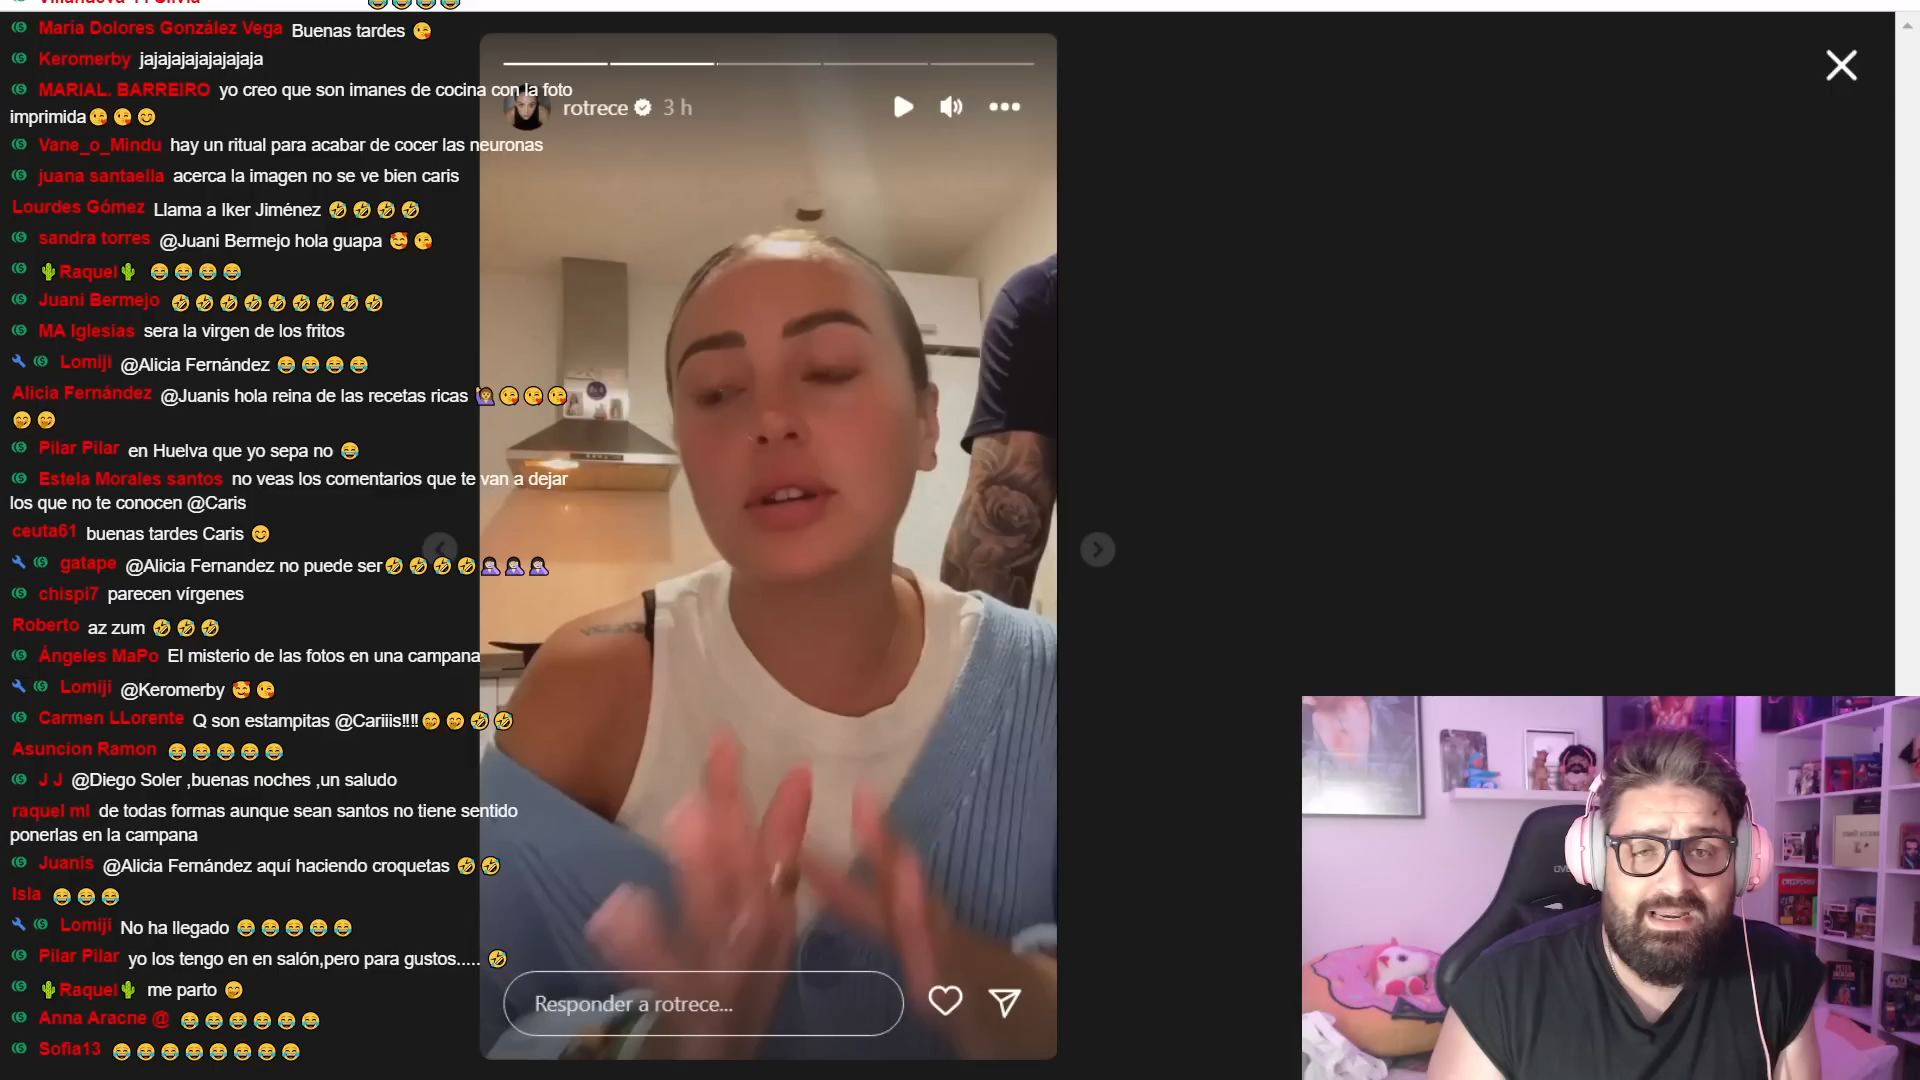 María Dolores González Vega Buenas tardes 😘
Keromerby jajajajajajajajaja
MARIAL. BARREIRO yo creo que son imanes de cocina con la foto
imprimida😘 😘 😊
Vane_o_Mindu hay un ritual para acabar de cocer las neuronas
juana santaella acerca la imagen no se ve bien caris
Lourdes Gómez Llama a Iker Jiménez 🤣 🤣 🤣 🤣
sandra torres @Juani Bermejo hola guapa 🥰 😘
🌵Raquel🌵 😂 😂 😂 😂
Juani Bermejo 🤣 🤣 🤣 🤣 🤣 🤣 🤣 🤣 🤣
MA Iglesias sera la virgen de los fritos
Lomiji @Alicia Fernández 😂 😂 😂 😂
Alicia Fernández @Juanis hola reina de las recetas ricas 🙋🏽‍♀️ 😘 😘 😘
🤭 🤭
Pilar Pilar en Huelva que yo sepa no 😂
Estela Morales santos no veas los comentarios que te van a dejar
los que no te conocen @Caris
ceuta61 buenas tardes Caris 😊
gatape @Alicia Fernandez no puede ser🤣 🤣 🤣 🤣 🤦🏻‍♀️ 🤦🏻‍♀️ 🤦🏻‍♀️
chispi7 parecen vírgenes
Roberto az zum 🤣 🤣 🤣
Ángeles MaPo El misterio de las fotos en una campana
Lomiji @Keromerby 🥰 😘
Carmen LLorente Q son estampitas @Cariiis!!!! 🤭 🤭 🤣 🤣
Asuncion Ramon 😂 😂 😂 😂 😂
J J @Diego Soler ,buenas noches ,un saludo
raquel ml de todas formas aunque sean santos no tiene sentido
ponerlas en la campana
Juanis @Alicia Fernández aquí haciendo croquetas 🤣 🤣
Isla 😂 😂 😂
Lomiji No ha llegado 😂 😂 😂 😂 😂
Pilar Pilar yo los tengo en en salón,pero para gustos..... 🤣
🌵Raquel🌵 me parto 🤭
Anna Aracne @ 😂 😂 😂 😂 😂 😂
Sofia13 😂 😂 😂 😂 😂 😂 😂 😂
rotrece 3 h
Responder a rotrece...